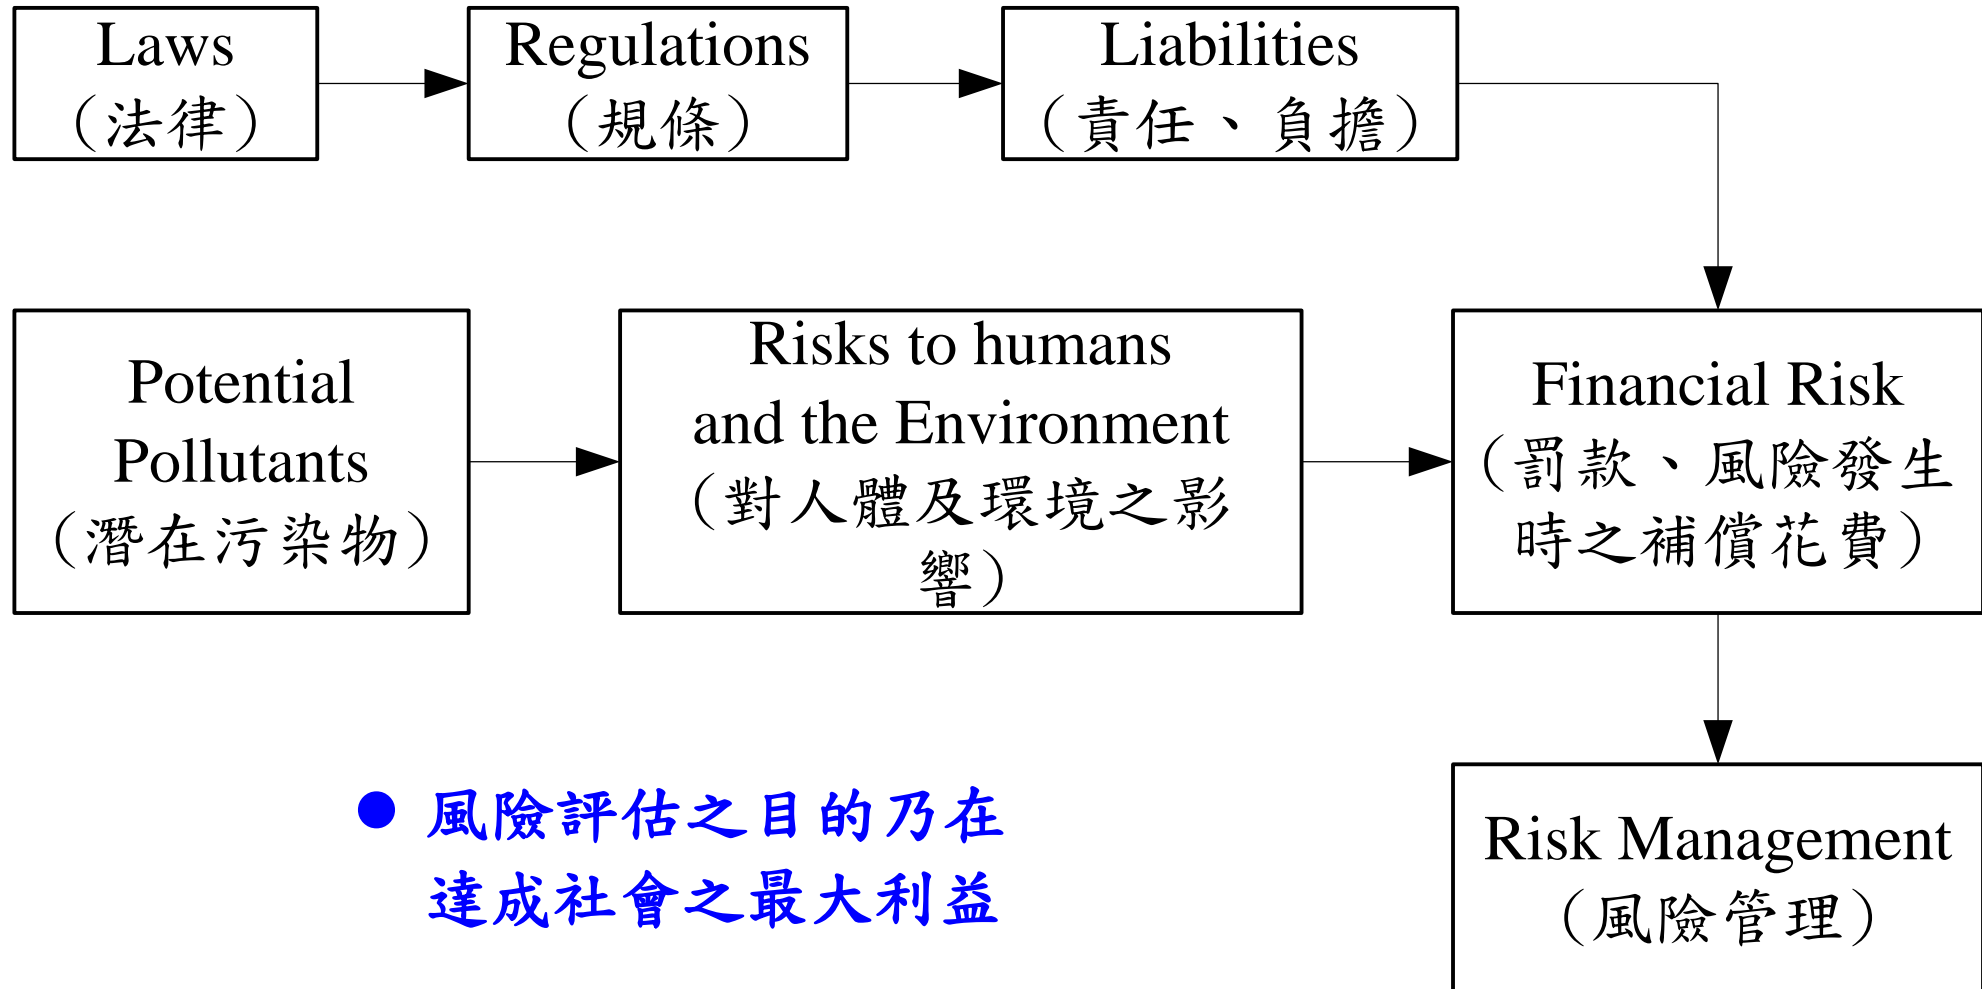 Laws
（法律）
Regulations
（規條）
Liabilities
（責任、負擔）
Potential
Pollutants
（潛在污染物）
Risks to humans
and the Environment
（對人體及環境之影
響）
Financial Risk
（罰款、風險發生
時之補償花費）
● 風險評估之目的乃在
達成社會之最大利益
Risk Management
（風險管理）